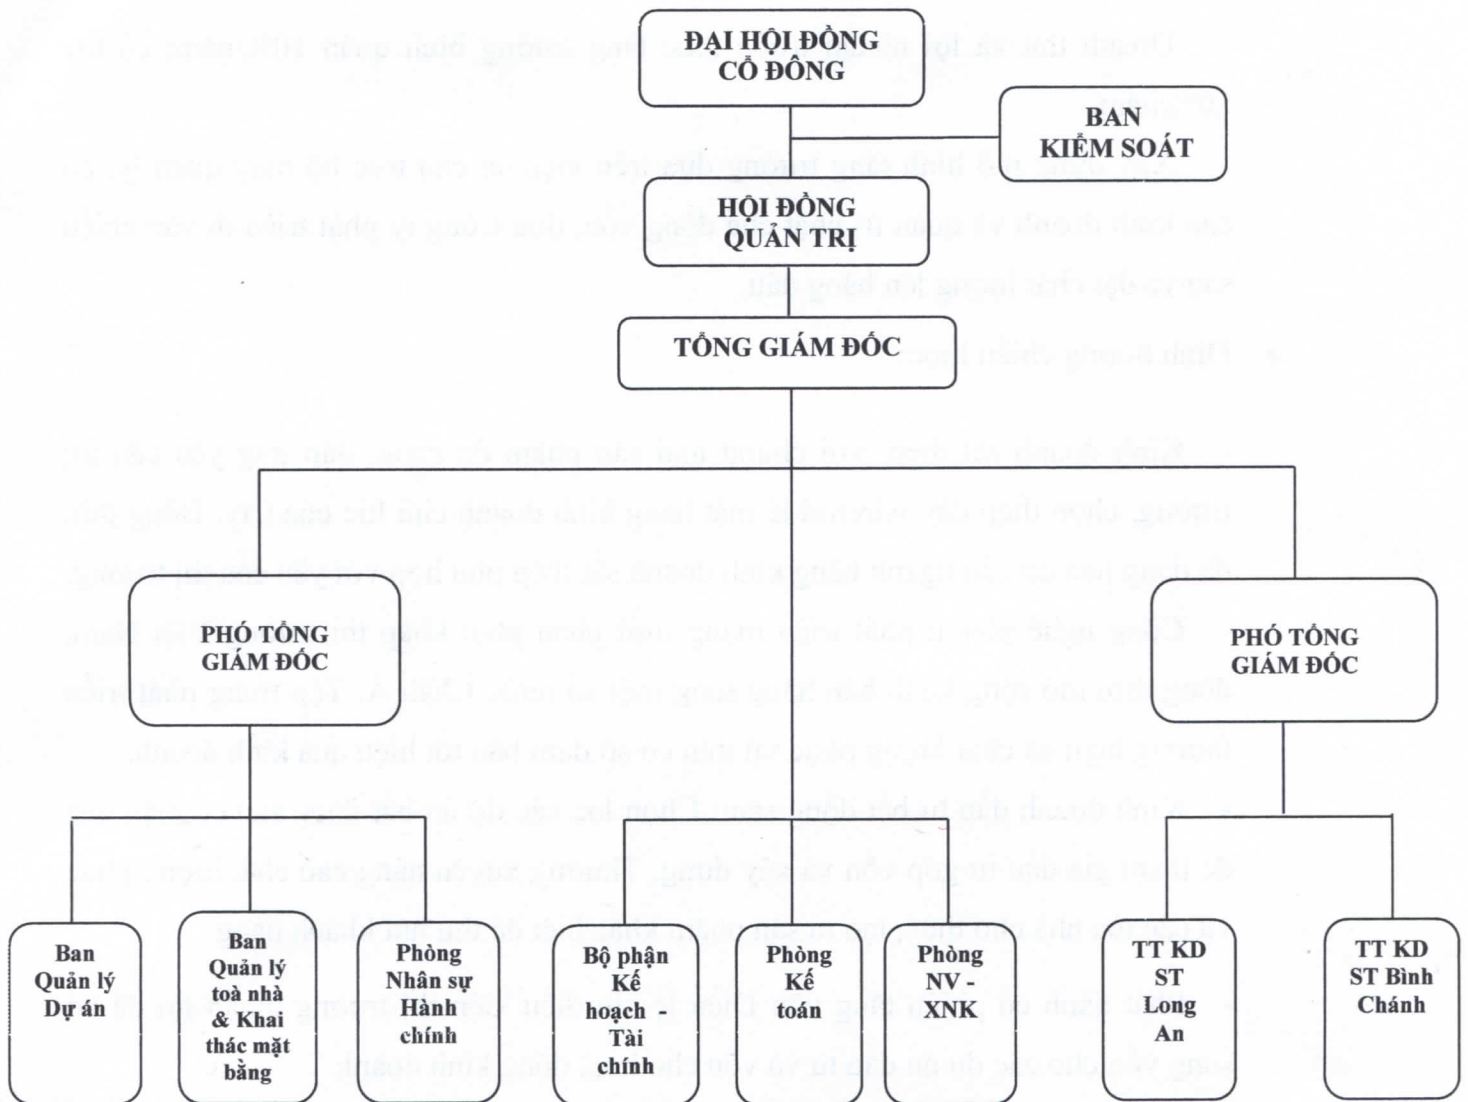 ĐẠI HỘI ĐỒNG
CỔ ĐÔNG
BAN
KIỂM SOÁT
HỘI ĐỒNG
QUẢN TRỊ
TỔNG GIÁM ĐỐC
PHÓ TỔNG
GIÁM ĐỐC
PHÓ TỔNG
GIÁM ĐỐC
Ban
Quản lý
Dự án
Ban
Quản lý
toà nhà
& Khai
thác mặt
bằng
Phòng
Nhân sự
- Hành
chính
Bộ phận
Kế
hoạch -
Tài
chính
Phòng
Kế
toán
Phòng
NV -
XNK
TT KD
ST
Long
An
TT KD
ST Bình
Chánh